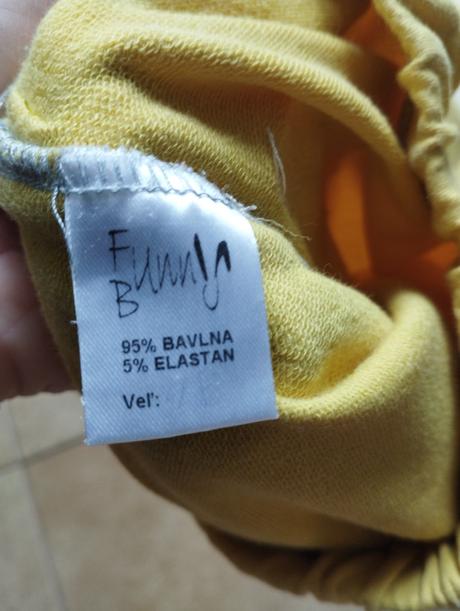 Funny
B
95% BAVLNA
5% ELASTAN
Veľ: